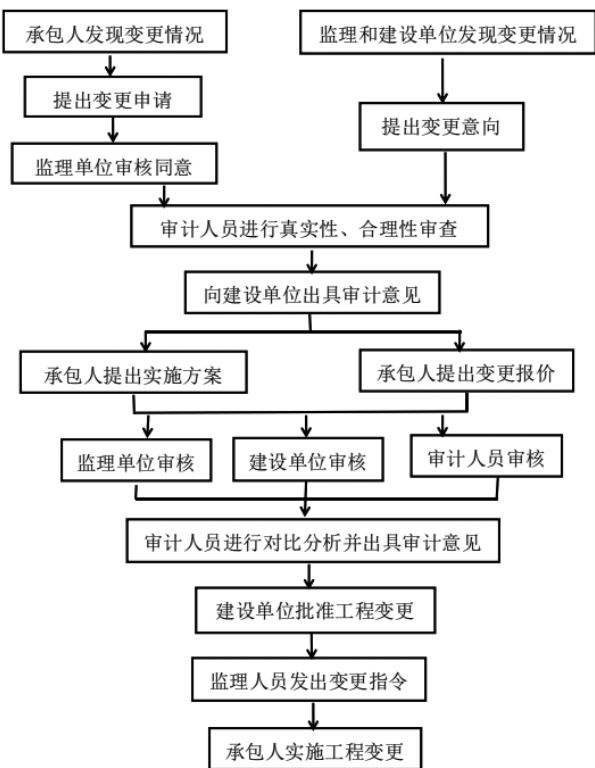 承包人发现变更情况
监理和建设单位发现变更情况
提出变更申请
提出变更意向
监理单位审核同意
审计人员进行真实性、合理性审查
向建设单位出具审计意见
承包人提出实施方案
承包人提出变更报价
监理单位审核
建设单位审核
审计人员审核
审计人员进行对比分析并出具审计意见
建设单位批准工程变更
监理人员发出变更指令
承包人实施工程变更